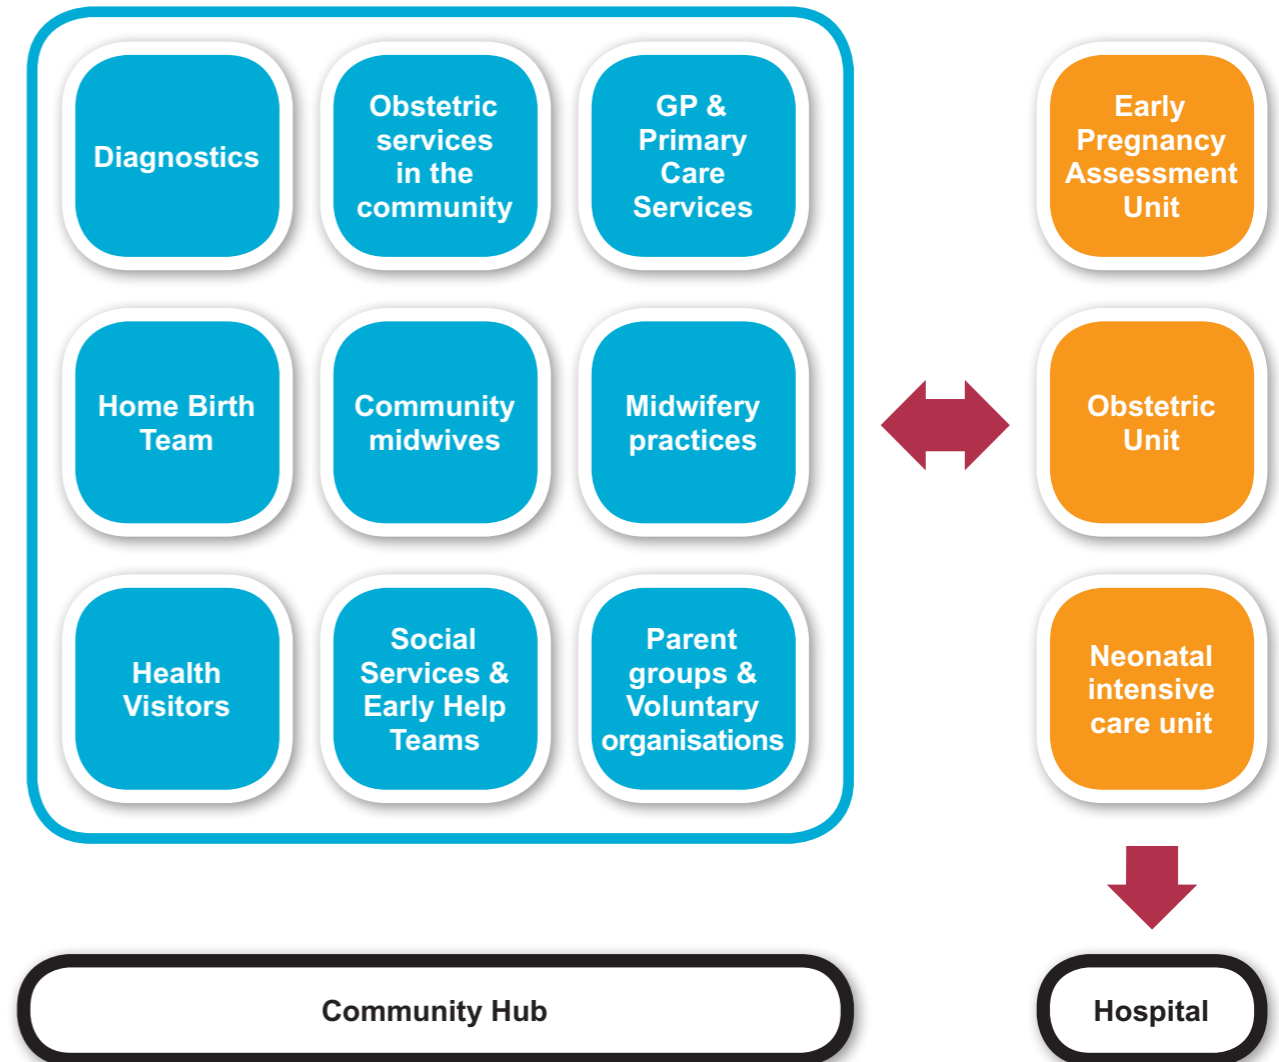 Diagnostics
Obstetric
services
in the
community
GP &
Primary
Care
Services
Early
Pregnancy
Assessment
Unit
Home Birth
Team
Community
midwives
Midwifery
practices
Obstetric
Unit
Health
Visitors
Social
Services &
Early Help
Teams
Parent
groups &
Voluntary
organisations
Neonatal
intensive
care unit
Community Hub
Hospital